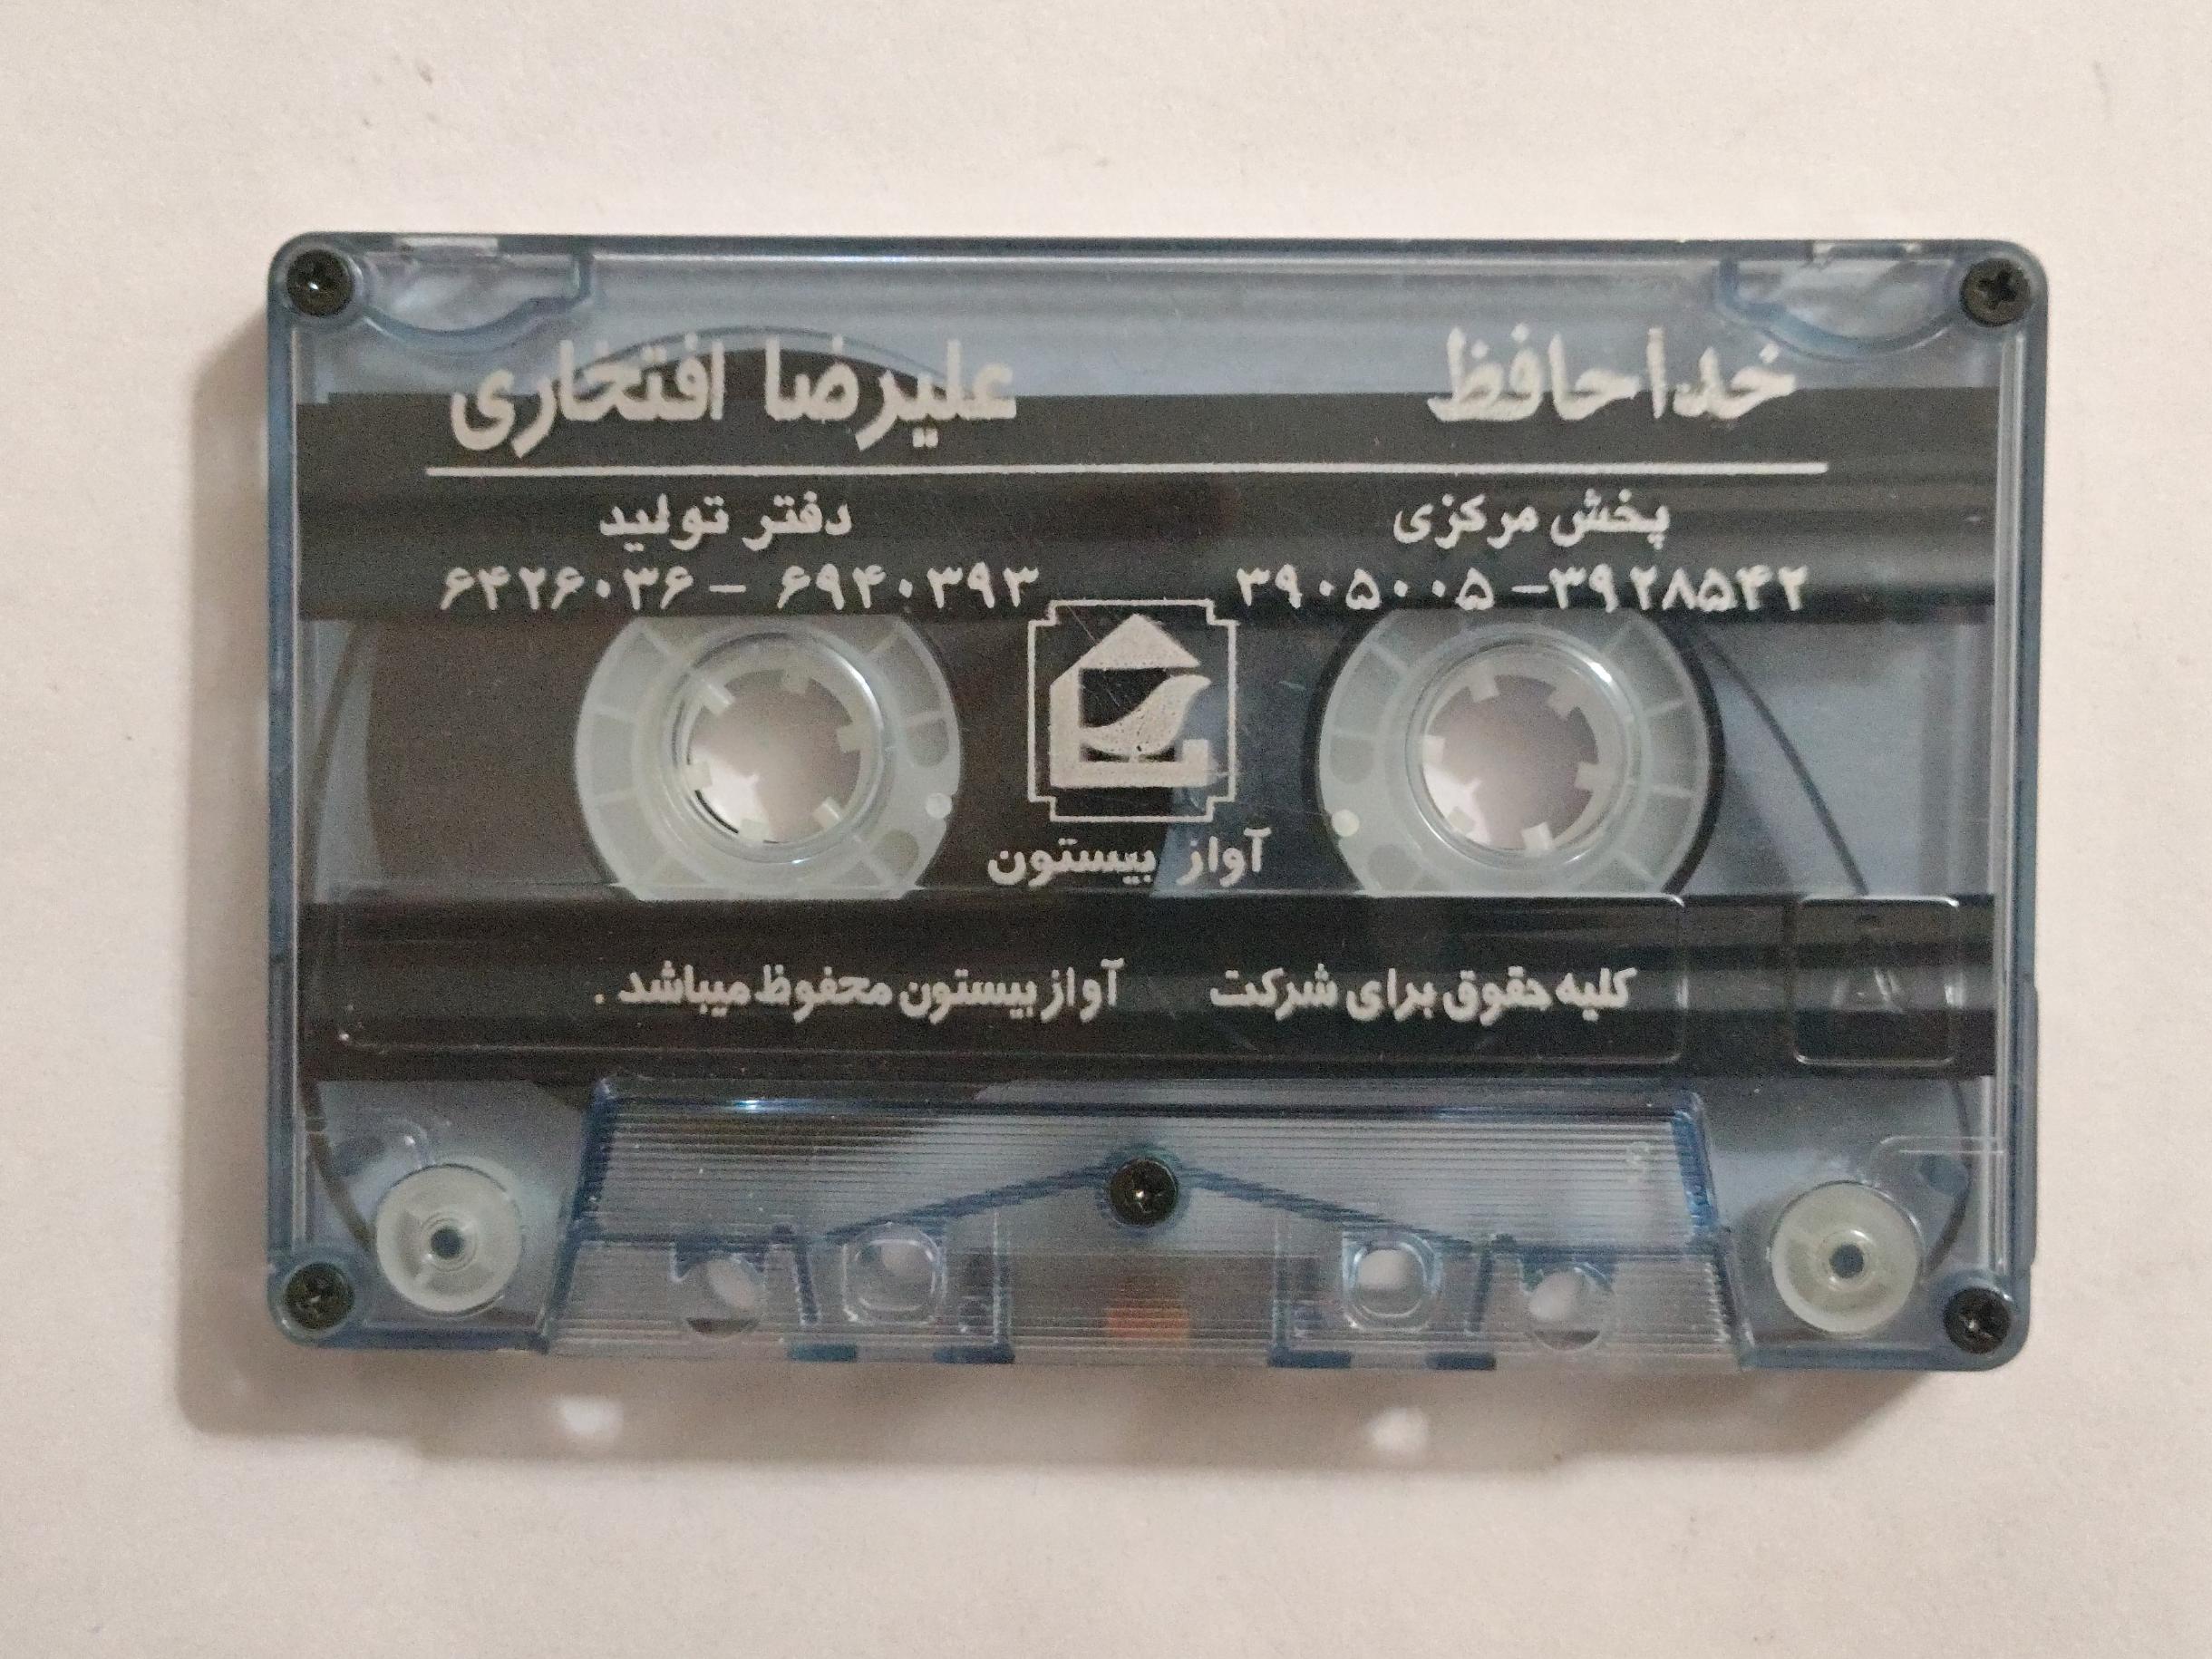 خداحافظ علیرضا افتخاری
پخش مرکزی دفتر تولید
۳۹۰۵۰۰۵ -۳۹۲۸۵۴۲ ۶۴۲۶۰۳۶ - ۶۹۴۰۳۹۳
آواز بیستون
کلیه حقوق برای شرکت آواز بیستون محفوظ میباشد .